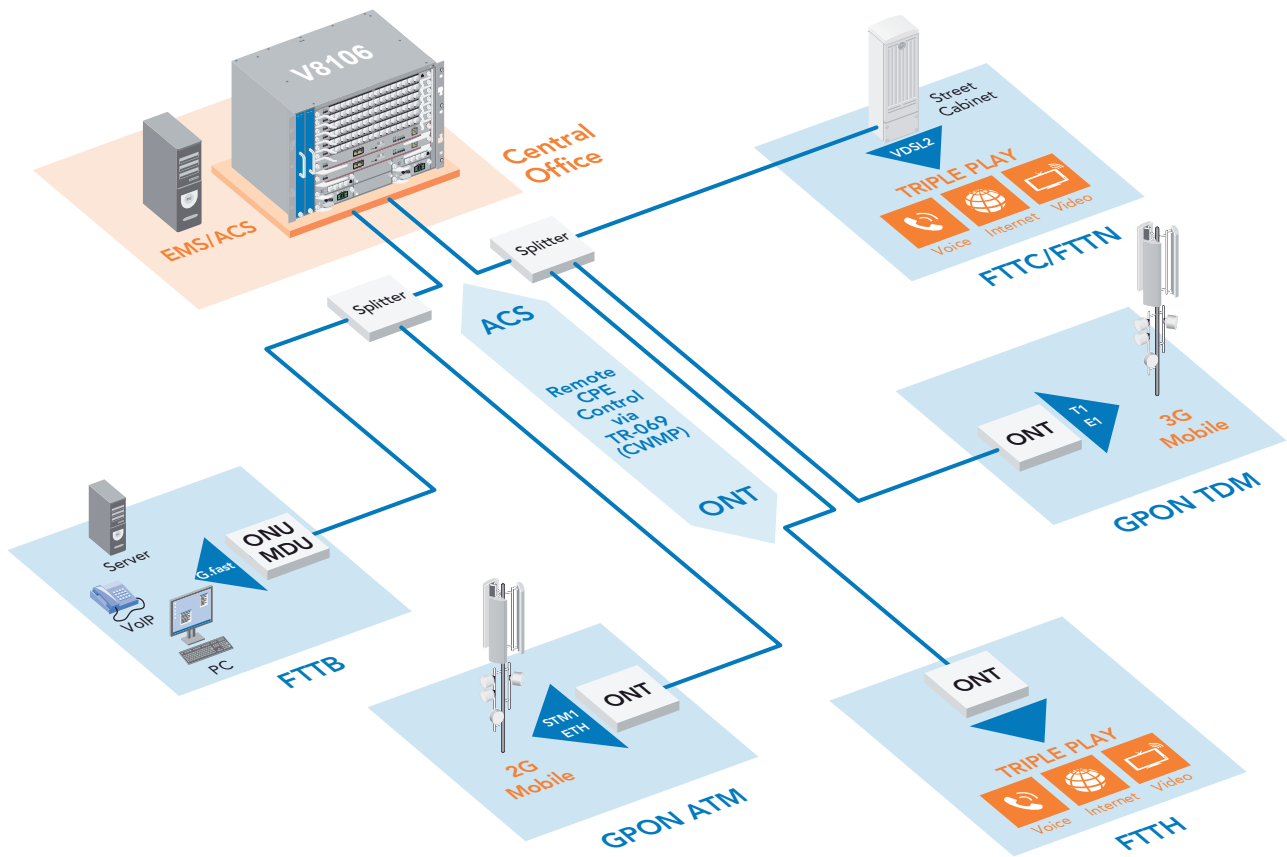 V8106
Central
Office
EMS/ACS
Street
Cabinet
VDSL2
TRIPLE PLAY
Voice
Internet
Video
FTTC/FTTN
Splitter
Splitter
ACS
Remote
CPE
Control
via
TR-069
(CWMP)
ONT
ONT
T1
E1
3G
Mobile
GPON TDM
ONU
MDU
G.fast
Server
VoIP
PC
FTTB
ONT
STM1
ETH
2G
Mobile
GPON ATM
ONT
TRIPLE PLAY
Voice
Internet
Video
FTTH